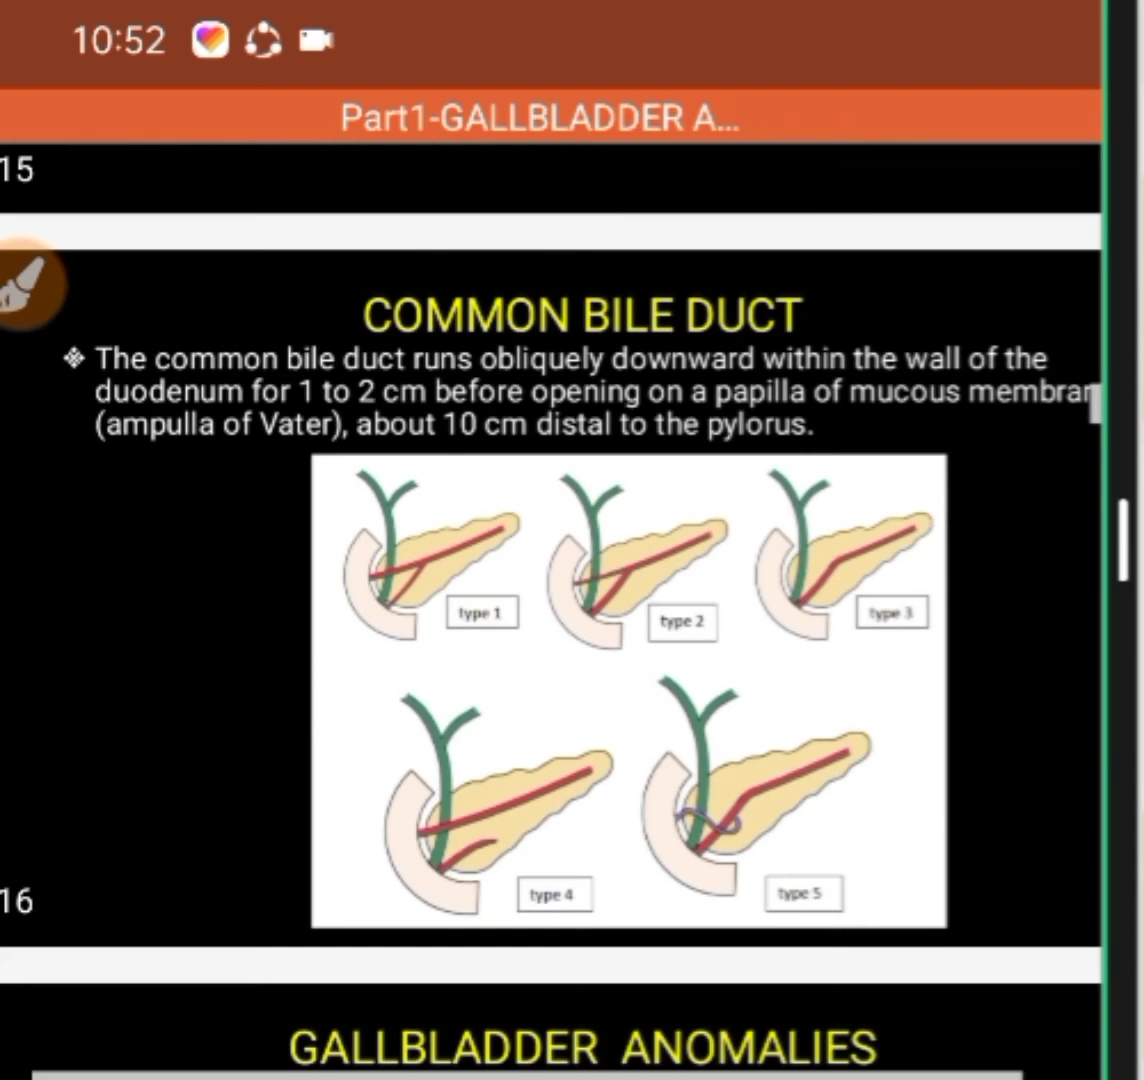 10:52
Part1-GALLBLADDER A...
15
COMMON BILE DUCT
❖ The common bile duct runs obliquely downward within the wall of the
duodenum for 1 to 2 cm before opening on a papilla of mucous membran
(ampulla of Vater), about 10 cm distal to the pylorus.
type 1
type 2
type 3
type 4
type 5
16
GALLBLADDER ANOMALIES